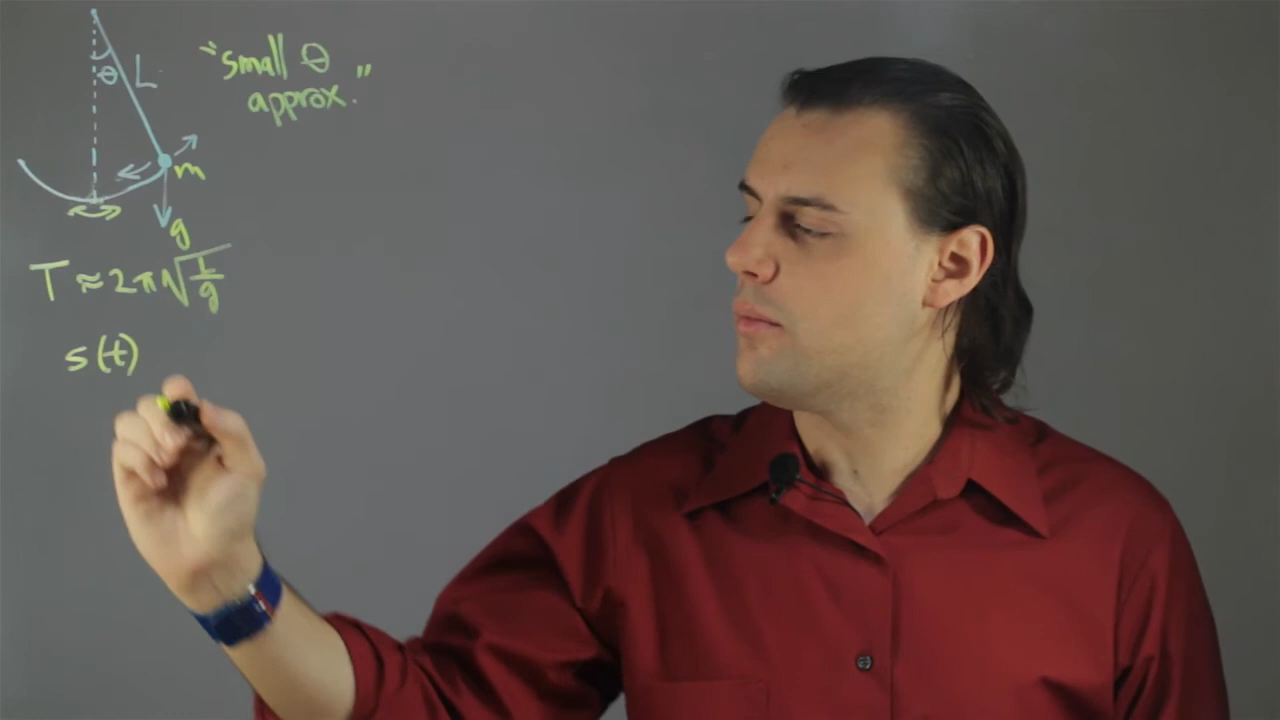 "small θ
approx."
θ L
m
g
T ≈ 2π√L/g
s(t)